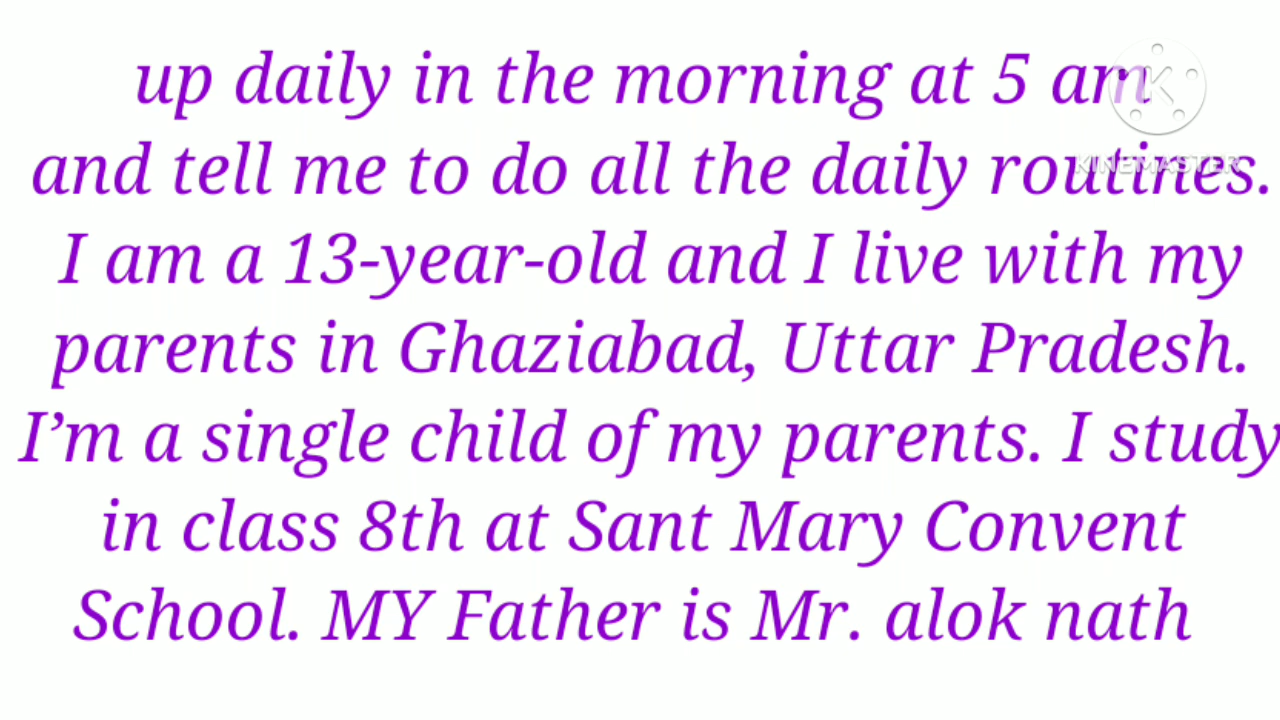 up daily in the morning at 5 am
and tell me to do all the daily routines.
I am a 13-year-old and I live with my
parents in Ghaziabad, Uttar Pradesh.
I’m a single child of my parents. I study
in class 8th at Sant Mary Convent
School. MY Father is Mr. alok nath
K
KINEMASTER